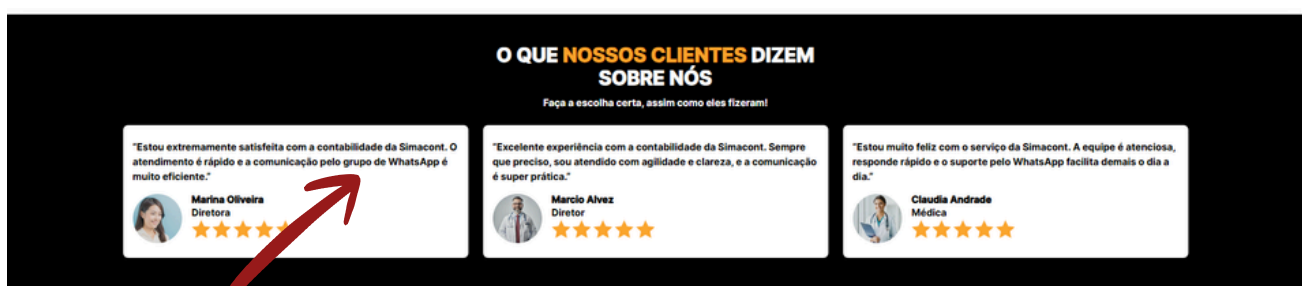 O QUE NOSSOS CLIENTES DIZEM
SOBRE NÓS
Faça a escolha certa, assim como eles fizeram!
"Estou extremamente satisfeita com a contabilidade da Simacont. O
atendimento é rápido e a comunicação pelo grupo de WhatsApp é
muito eficiente."
Marina Oliveira
Diretora
"Excelente experiência com a contabilidade da Simacont. Sempre
que preciso, sou atendido com agilidade e clareza, e a comunicação
é super prática."
Marcio Alvez
Diretor
"Estou muito feliz com o serviço da Simacont. A equipe é atenciosa,
responde rápido e o suporte pelo WhatsApp facilita demais o dia a
dia."
Claudia Andrade
Médica